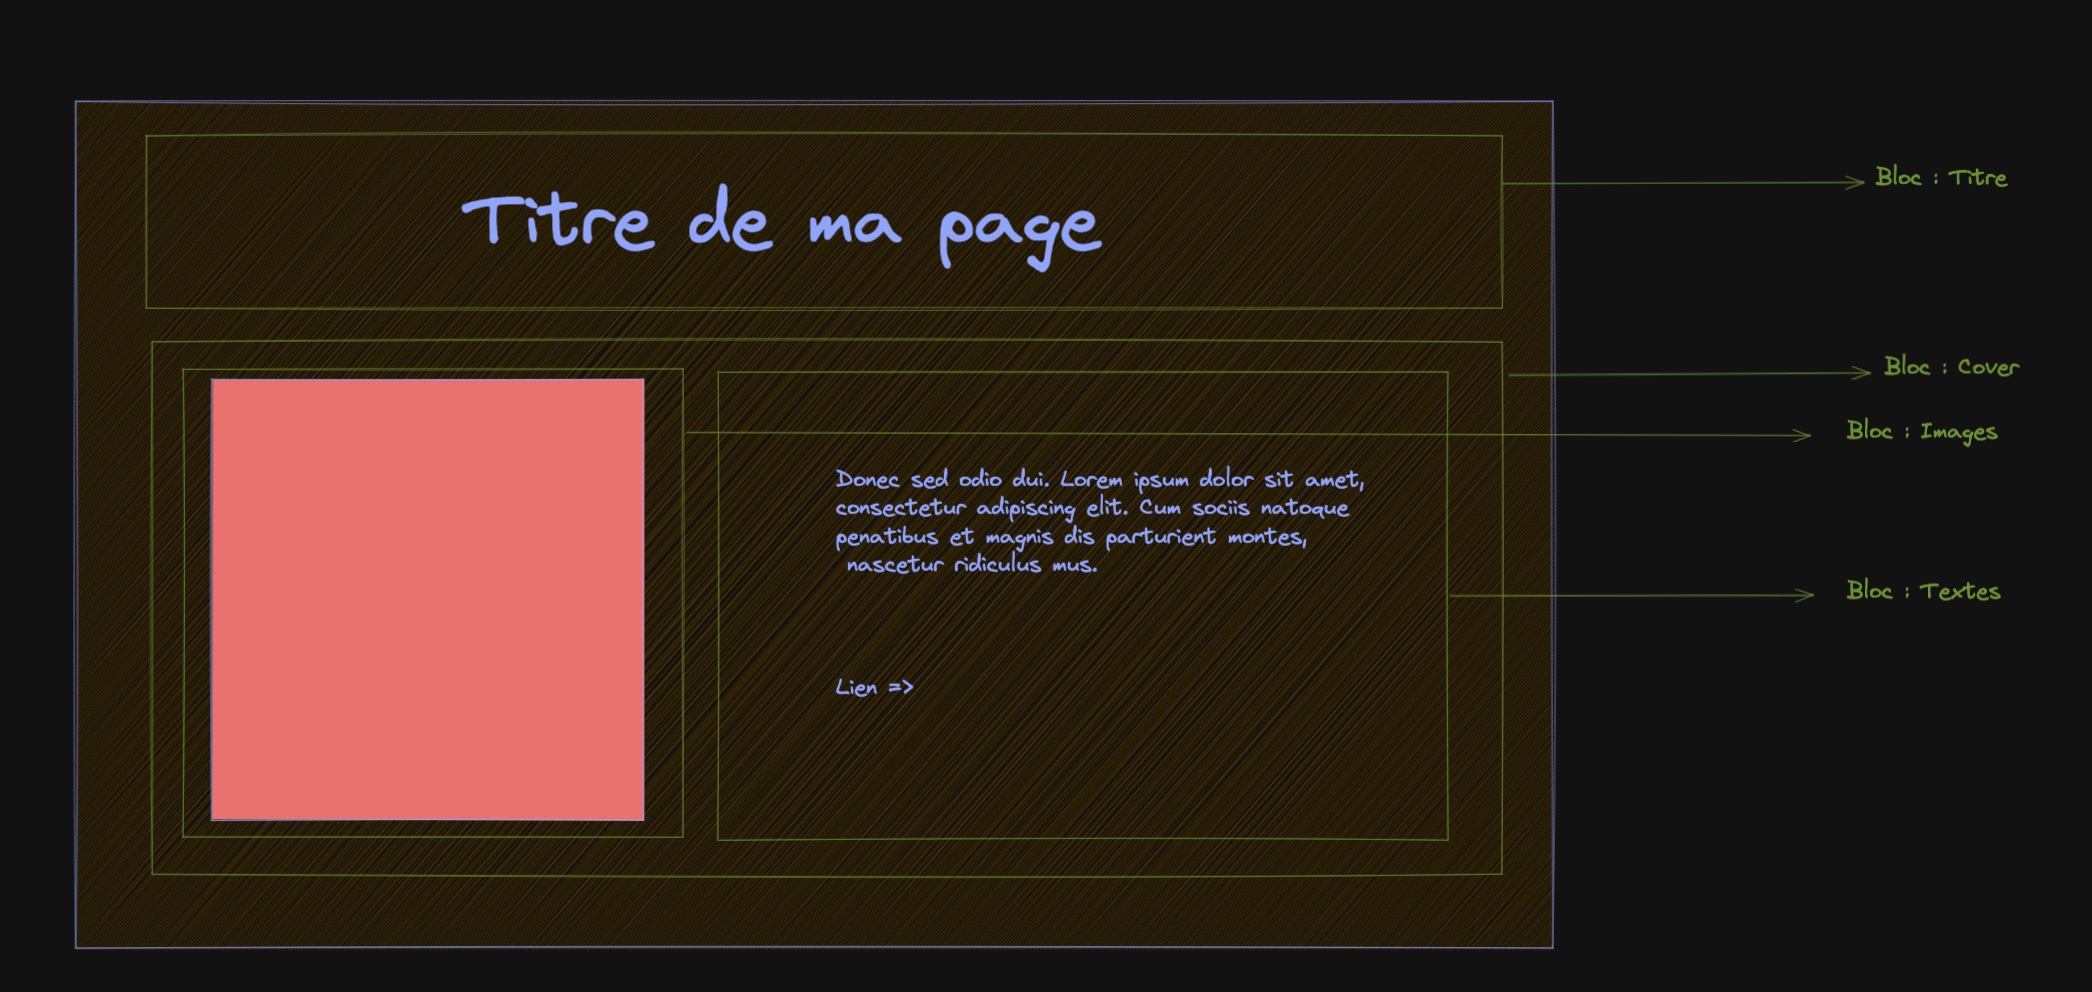 Titre de ma page
Bloc : Titre
Bloc : Cover
Bloc : Images
Donec sed odio dui. Lorem ipsum dolor sit amet,
consectetur adipiscing elit. Cum sociis natoque
penatibus et magnis dis parturient montes,
nascetur ridiculus mus.
Bloc : Textes
Lien =>